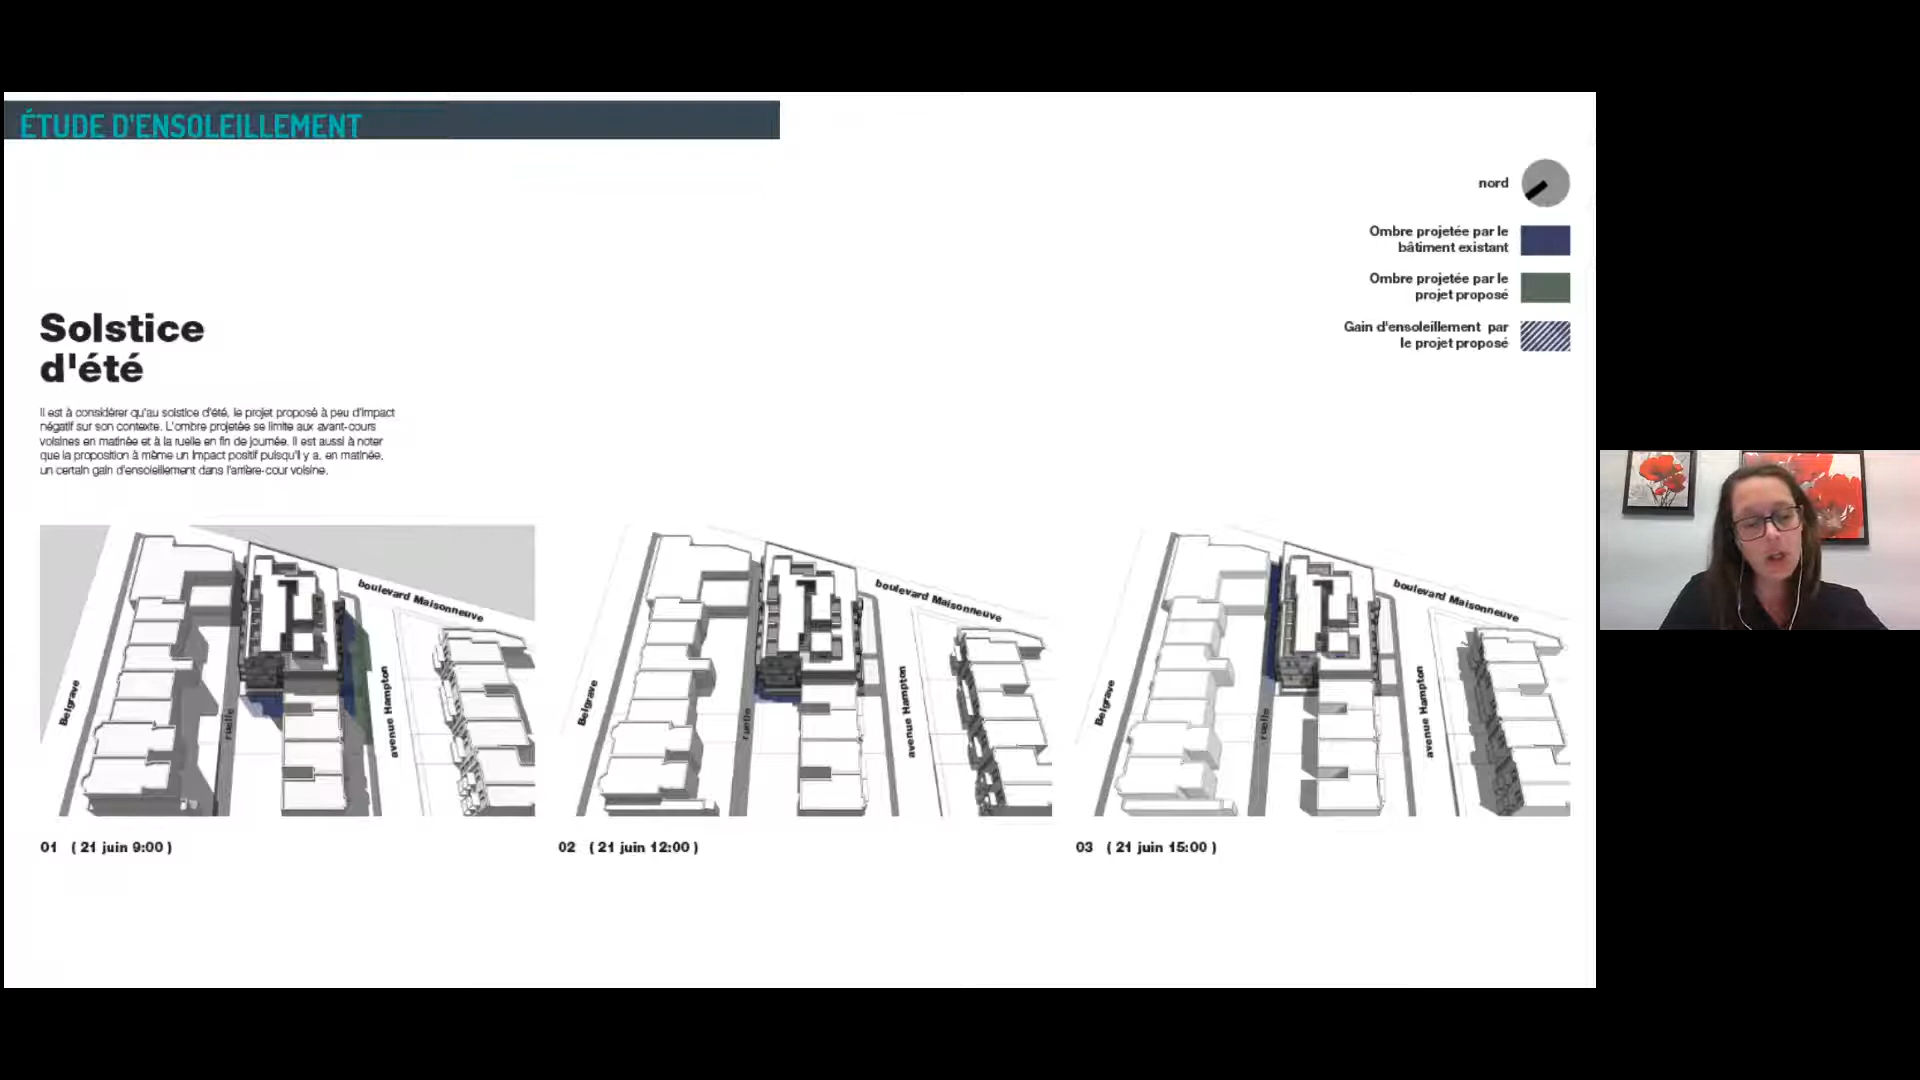 ÉTUDE D'ENSOLEILLEMENT
nord
Ombre projetée par le
bâtiment existant
Ombre projetée par le
projet proposé
Gain d'ensoleillement par
le projet proposé
Solstice
d'été
Il est à considérer qu'au solstice d'été, le projet proposé à peu d'impact
négatif sur son contexte. L'ombre projetée se limite aux avant-cours
voisines en matinée et à la ruelle en fin de journée. Il est aussi à noter
que la proposition à même un impact positif puisqu'il y a, en matinée,
un certain gain d'ensoleillement dans l'arrière-cour voisine.
boulevard Maisonneuve
Belgrave
ruelle
avenue Hampton
boulevard Maisonneuve
Belgrave
ruelle
avenue Hampton
boulevard Maisonneuve
Belgrave
ruelle
avenue Hampton
01 ( 21 juin 9:00 )
02 ( 21 juin 12:00 )
03 ( 21 juin 15:00 )